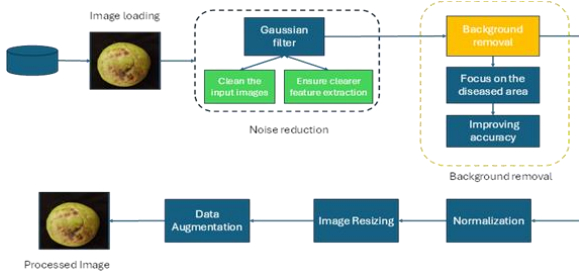 Image loading
Gaussian
filter
Clean the
input images
Ensure clearer
feature extraction
Noise reduction
Background
removal
Focus on the
diseased area
Improving
accuracy
Background removal
Data
Augmentation
Image Resizing
Normalization
Processed Image